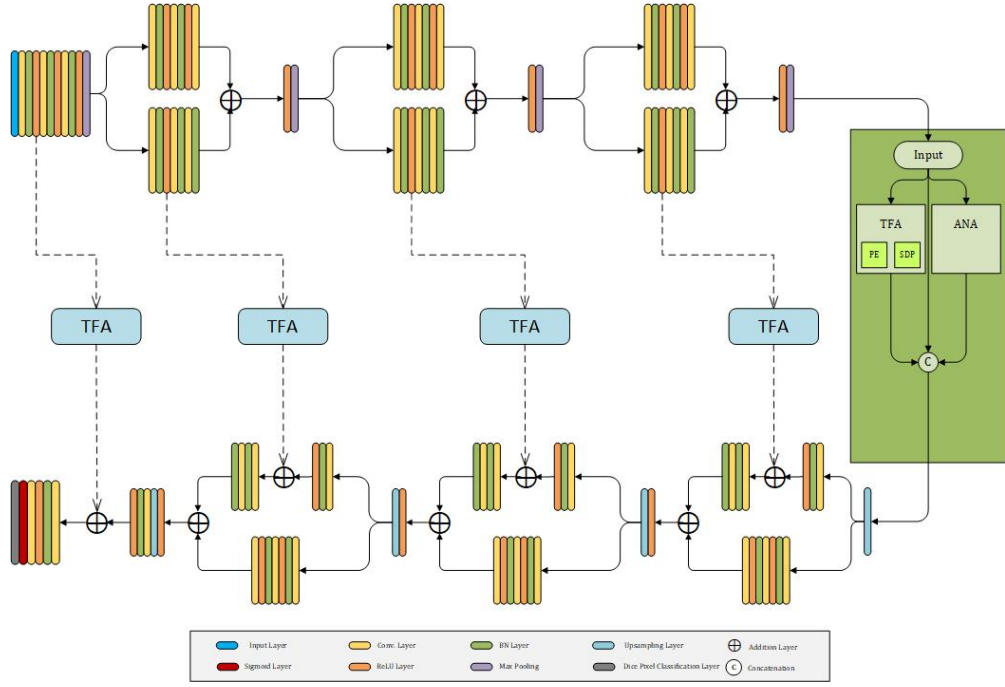 Input
TFA
ANA
PE
SDP
TFA
TFA
TFA
TFA
C
Input Layer
Conv. Layer
BN Layer
Upsampling Layer
Addition Layer
Sigmoid Layer
ReLU Layer
Max Pooling
Dice Pixel Classification Layer
C
Concatenation